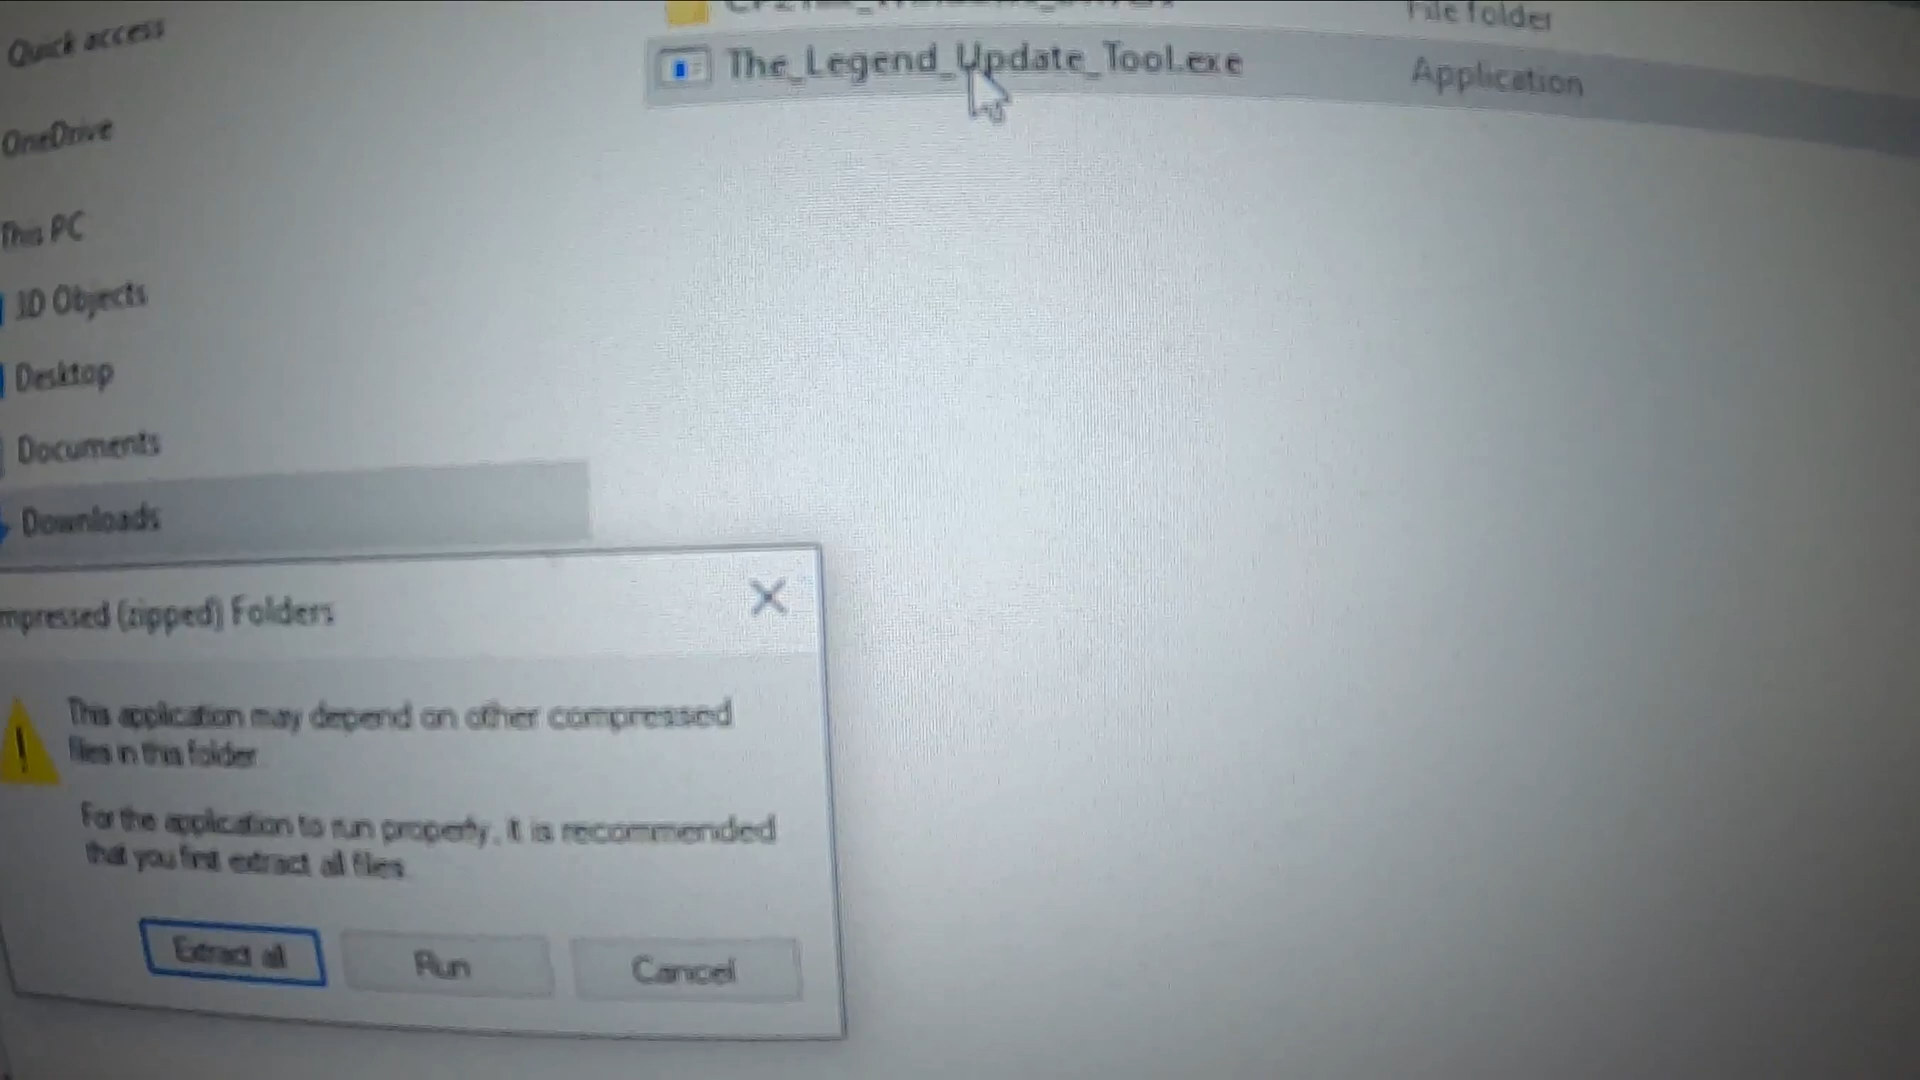 Quick access
File folder
The_Legend_Update_Tool.exe
Application
OneDrive
This PC
3D Objects
Desktop
Documents
Downloads
mpressed (zipped) Folders
This application may depend on other compressed
files in this folder.
For the application to run properly, it is recommended
that you first extract all files.
Extract all
Run
Cancel